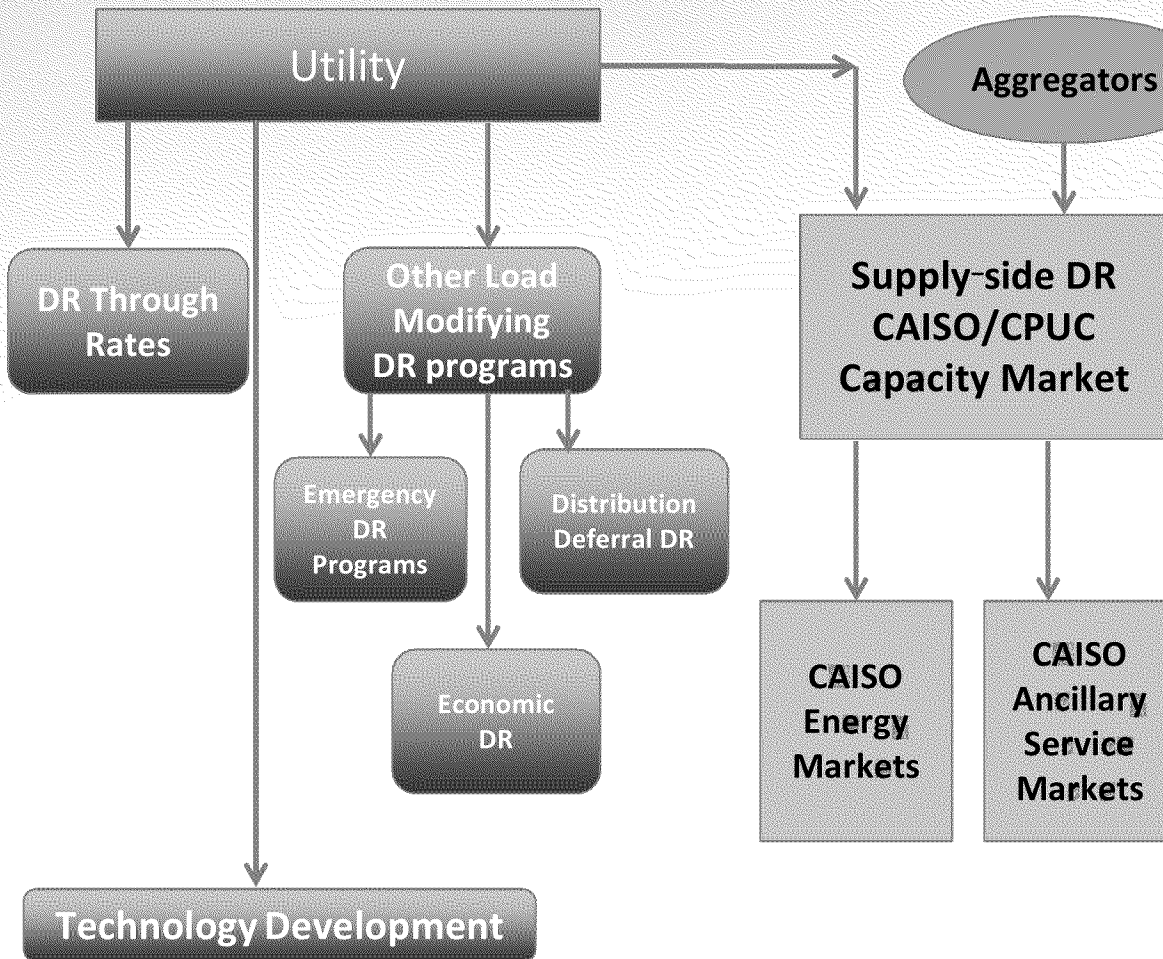 Utility
Aggregators
DR Through
Rates
Other Load
Modifying
DR programs
Supply-side DR
CAISO/CPUC
Capacity Market
Emergency
DR
Programs
Distribution
Deferral DR
Economic
DR
CAISO
Energy
Markets
CAISO
Ancillary
Service
Markets
Technology Development